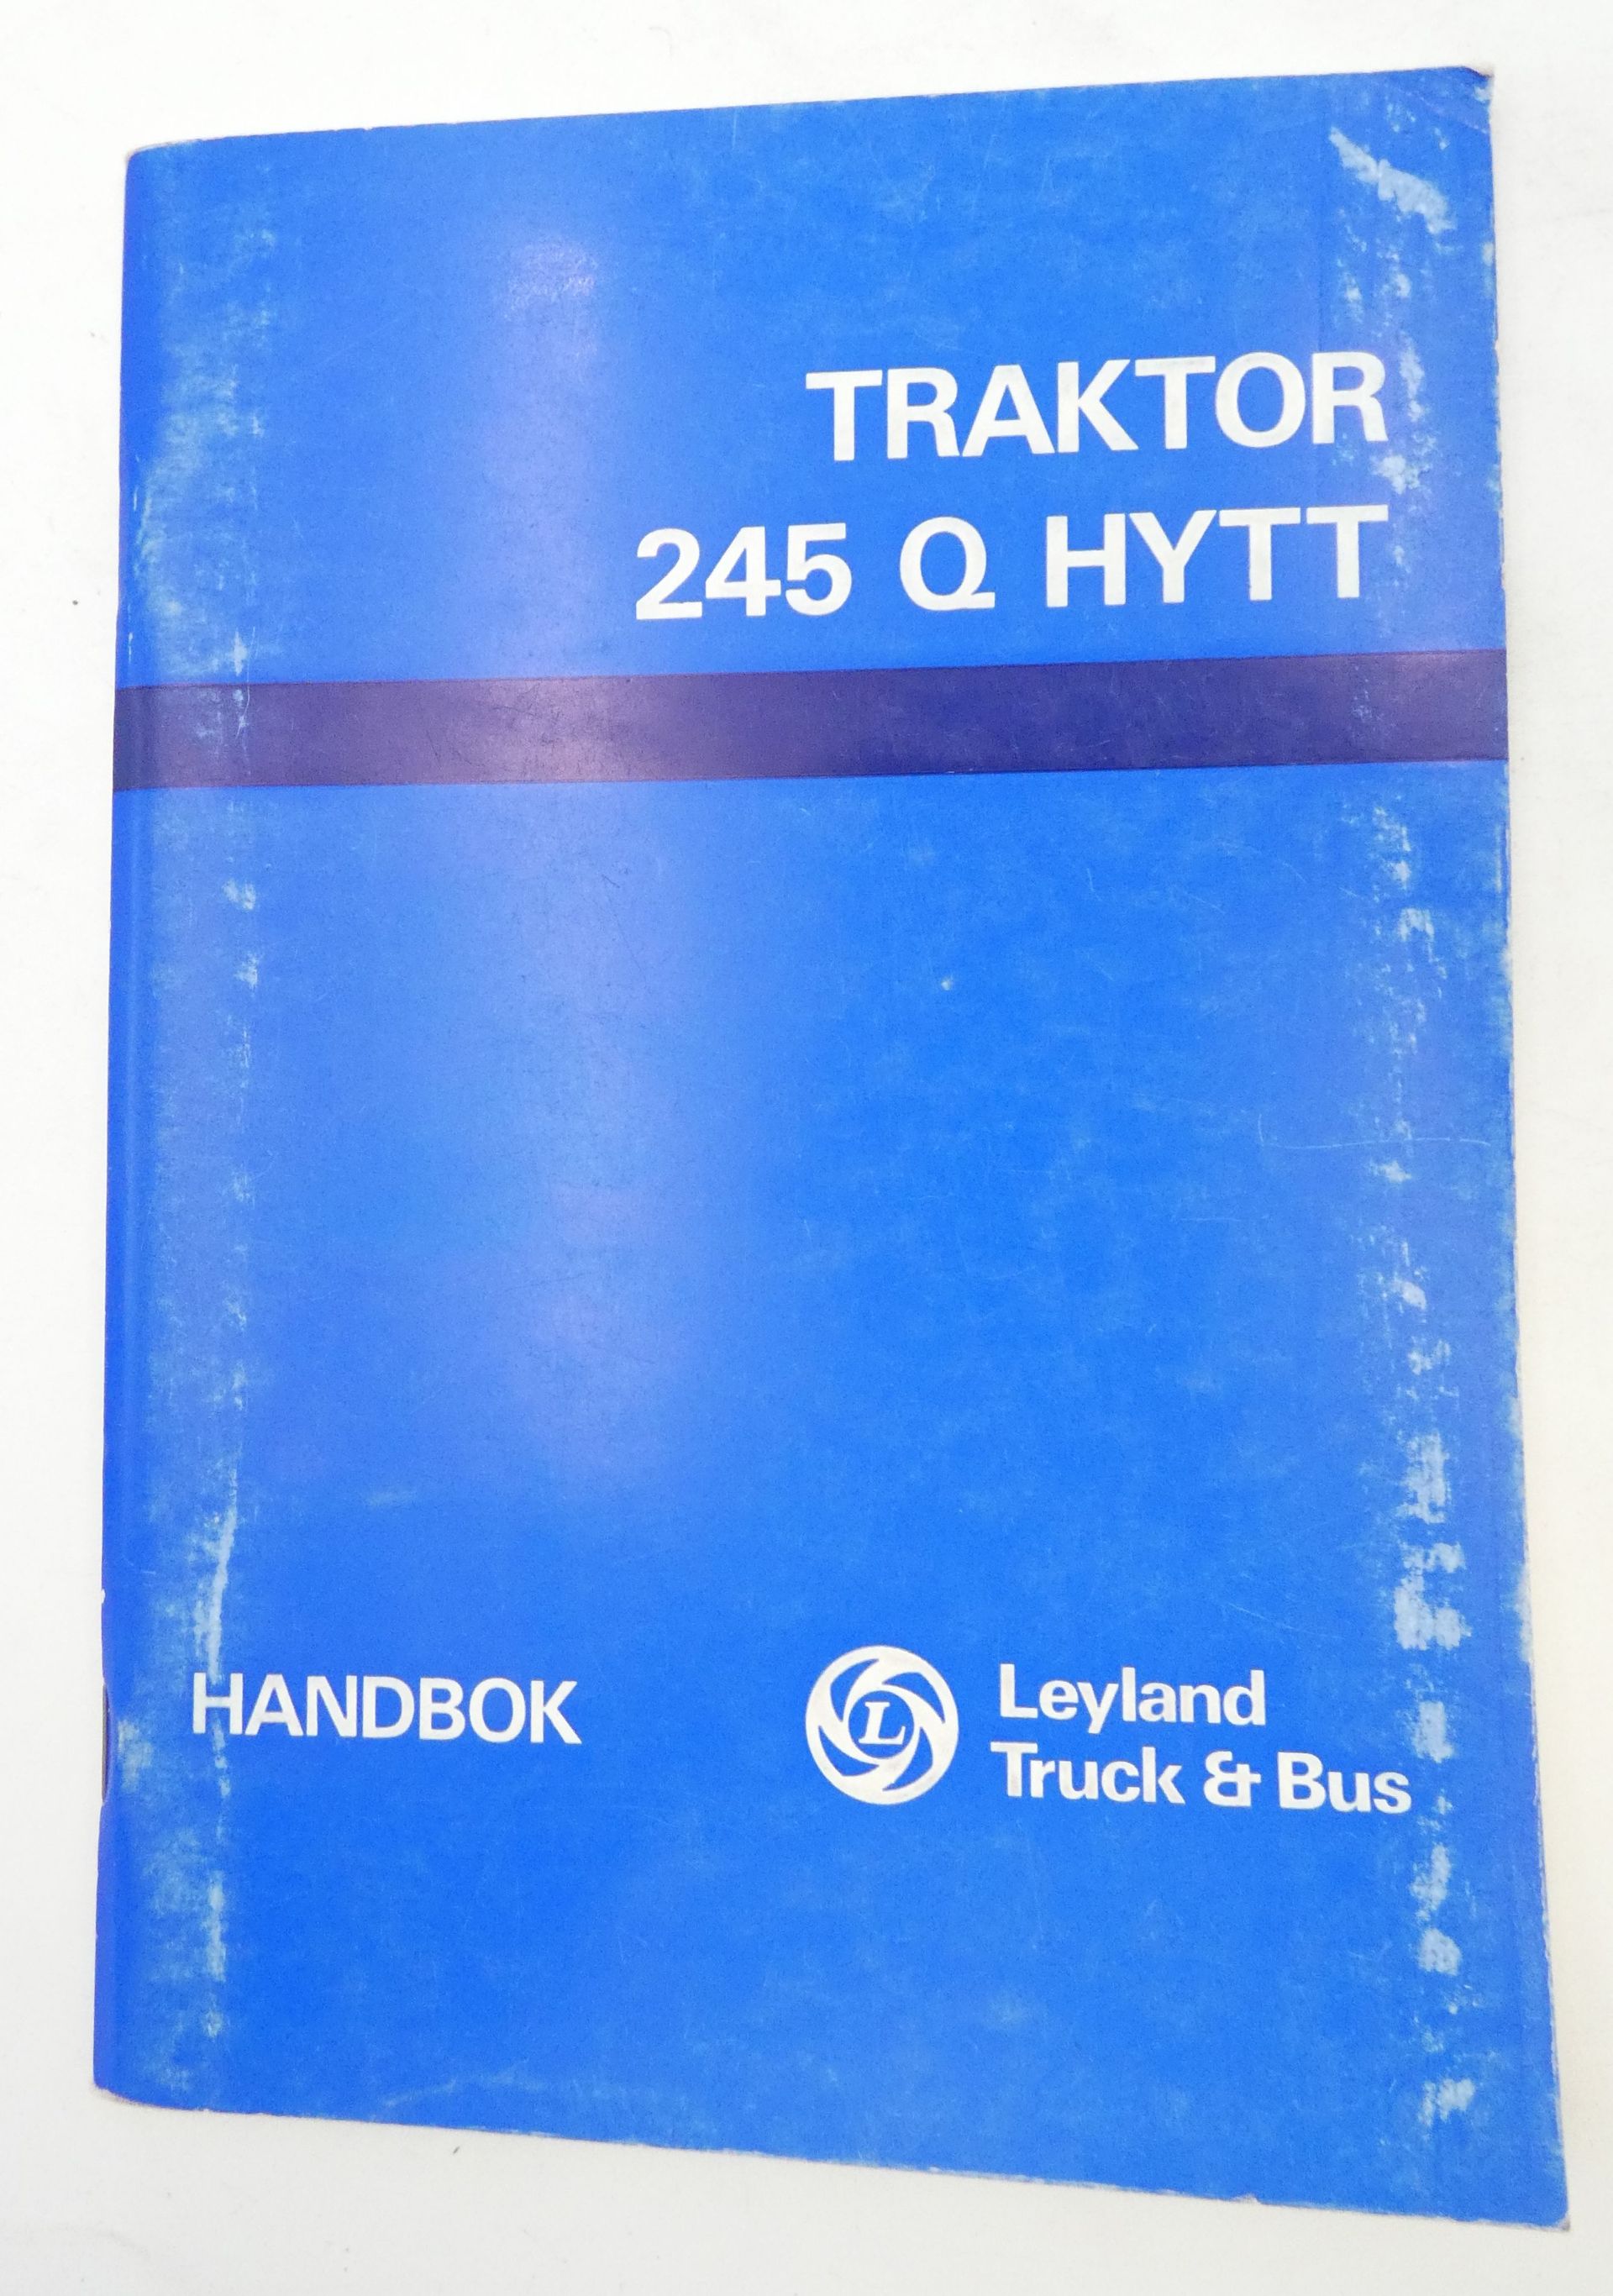 TRAKTOR
245 Q HYTT
HANDBOK
L
Leyland
Truck & Bus